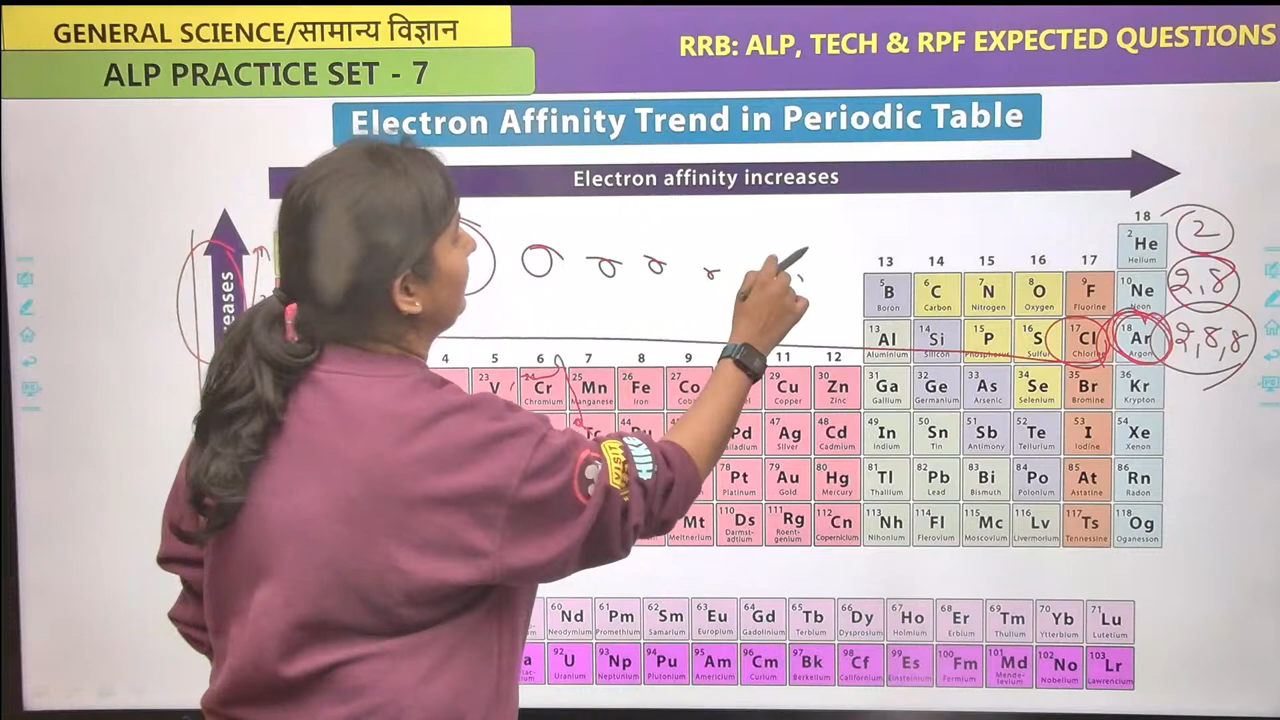 GENERAL SCIENCE/सामान्य विज्ञान
RRB: ALP, TECH & RPF EXPECTED QUESTIONS
ALP PRACTICE SET - 7
Electron Affinity Trend in Periodic Table
Electron affinity increases
18
2 He Helium
2
13 14 15 16 17
5 B Boron 6 C Carbon 7 N Nitrogen 8 O Oxygen 9 F Fluorine 10 Ne Neon
2,8
13 Al Aluminium 14 Si Silicon 15 P Phosphorus 16 S Sulfur 17 Cl Chlorine 18 Ar Argon
2,8,8
4 5 6 7 8 9 11 12
23 V 24 Cr Chromium 25 Mn Manganese 26 Fe Iron 27 Co 29 Cu Copper 30 Zn Zinc 31 Ga Gallium 32 Ge Germanium 33 As Arsenic 34 Se Selenium 35 Br Bromine 36 Kr Krypton
Tc 44 Pd 47 Ag Silver 48 Cd Cadmium 49 In Indium 50 Sn Tin 51 Sb Antimony 52 Te Tellurium 53 I Iodine 54 Xe Xenon
78 Pt Platinum 79 Au Gold 80 Hg Mercury 81 Tl Thallium 82 Pb Lead 83 Bi Bismuth 84 Po Polonium 85 At Astatine 86 Rn Radon
Mt Meitnerium 110 Ds Darmst-adtium 111 Rg Roent-genium 112 Cn Copernicium 113 Nh Nihonium 114 Fl Flerovium 115 Mc Moscovium 116 Lv Livermorium 117 Ts Tennessine 118 Og Oganesson
60 Nd Neodymium 61 Pm Promethium 62 Sm Samarium 63 Eu Europium 64 Gd Gadolinium 65 Tb Terbium 66 Dy Dysprosium 67 Ho Holmium 68 Er Erbium 69 Tm Thulium 70 Yb Ytterbium 71 Lu Lutetium
92 U Uranium 93 Np Neptunium 94 Pu Plutonium 95 Am Americium 96 Cm Curium 97 Bk Berkelium 98 Cf Californium 99 Es Einsteinium 100 Fm Fermium 101 Md Mende-levium 102 No Nobelium 103 Lr Lawrencium